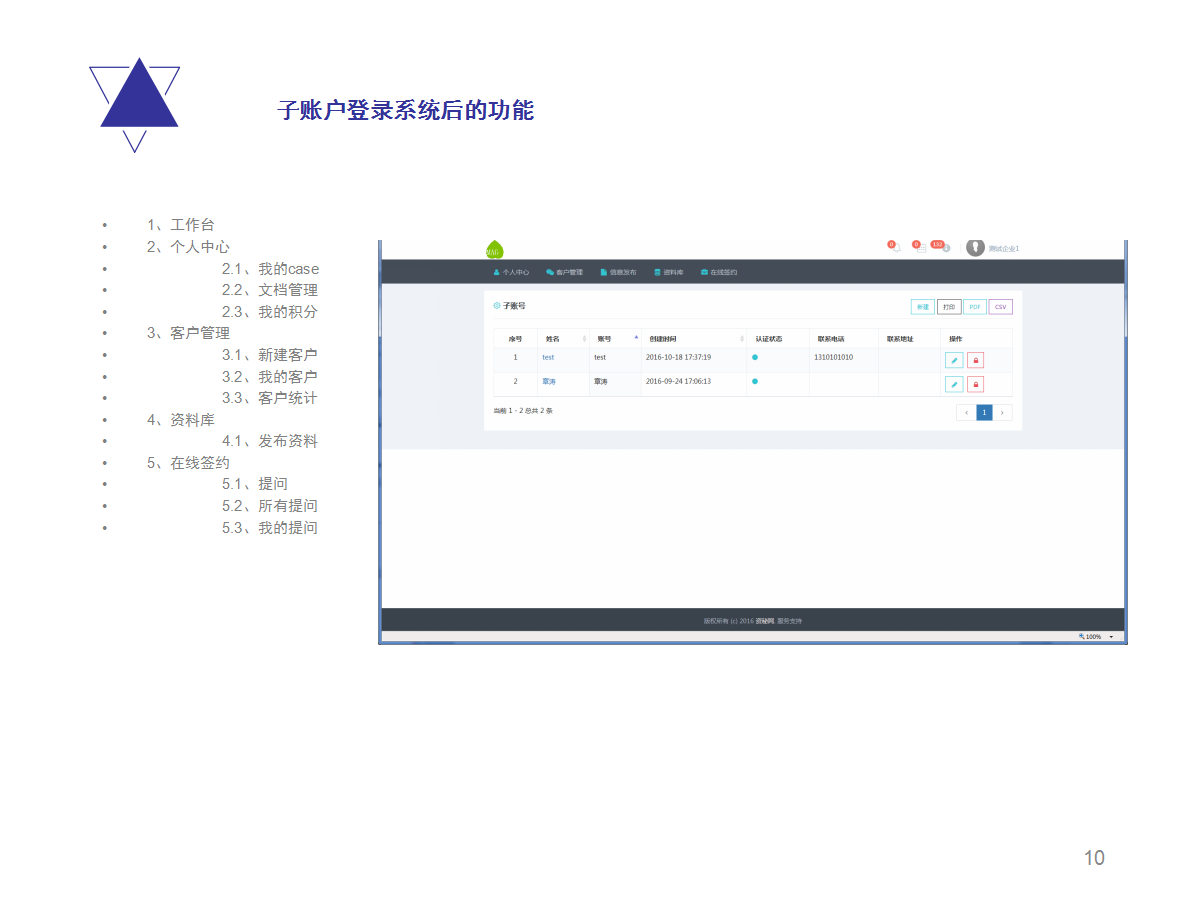 子账户登录系统后的功能
• 1、工作台
• 2、个人中心
• 2.1、我的case
• 2.2、文档管理
• 2.3、我的积分
• 3、客户管理
• 3.1、新建客户
• 3.2、我的客户
• 3.3、客户统计
• 4、资料库
• 4.1、发布资料
• 5、在线签约
• 5.1、提问
• 5.2、所有提问
• 5.3、我的提问
0 0 132 测试企业1
个人中心 客户管理 信息发布 资料库 在线签约
子账号 新建 打印 PDF CSV
序号 姓名 账号 创建时间 认证状态 联系电话 联系地址 操作
1 test test 2016-10-18 17:37:19 1310101010
2 章涛 章涛 2016-09-24 17:06:13
当前 1 - 2 总共 2 条 ‹ 1 ›
版权所有 (c) 2016 资秘网. 服务支持
100%
10